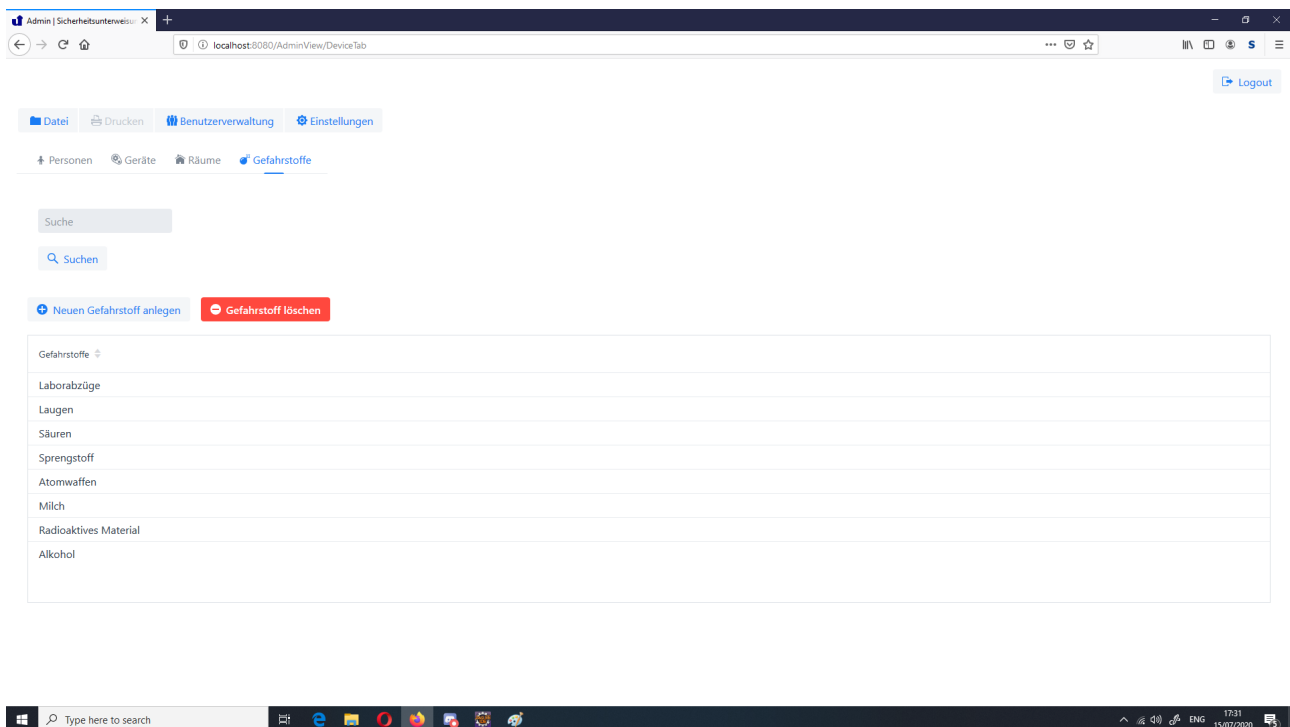 Admin | Sicherheitsunterweisu
localhost:8080/AdminView/DeviceTab
Logout
Datei Drucken Benutzerverwaltung Einstellungen
Personen Geräte Räume Gefahrstoffe
Suche
Suchen
Neuen Gefahrstoff anlegen Gefahrstoff löschen
Gefahrstoffe
Laborabzüge
Laugen
Säuren
Sprengstoff
Atomwaffen
Milch
Radioaktives Material
Alkohol
Type here to search
ENG
17:31
15/07/2020